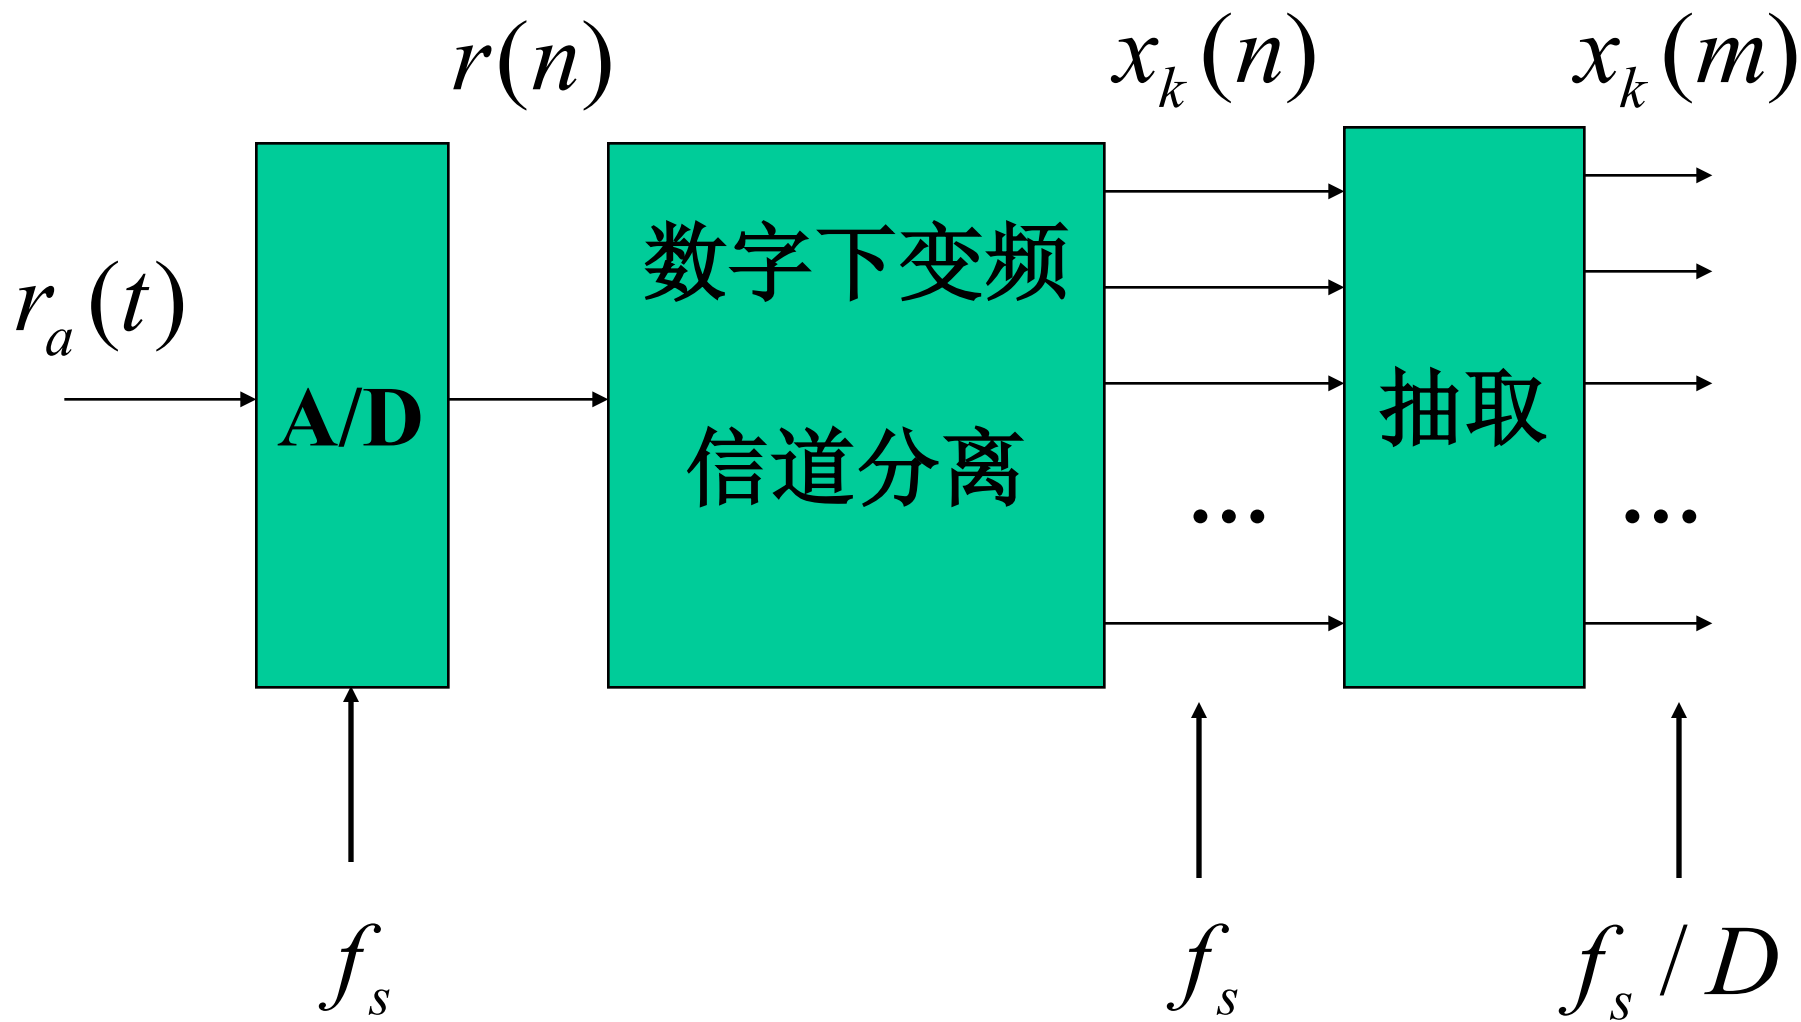 r(n)
x_k(n)
x_k(m)
r_a(t)
A/D
数字下变频
信道分离
抽取
...
...
f_s
f_s
f_s / D